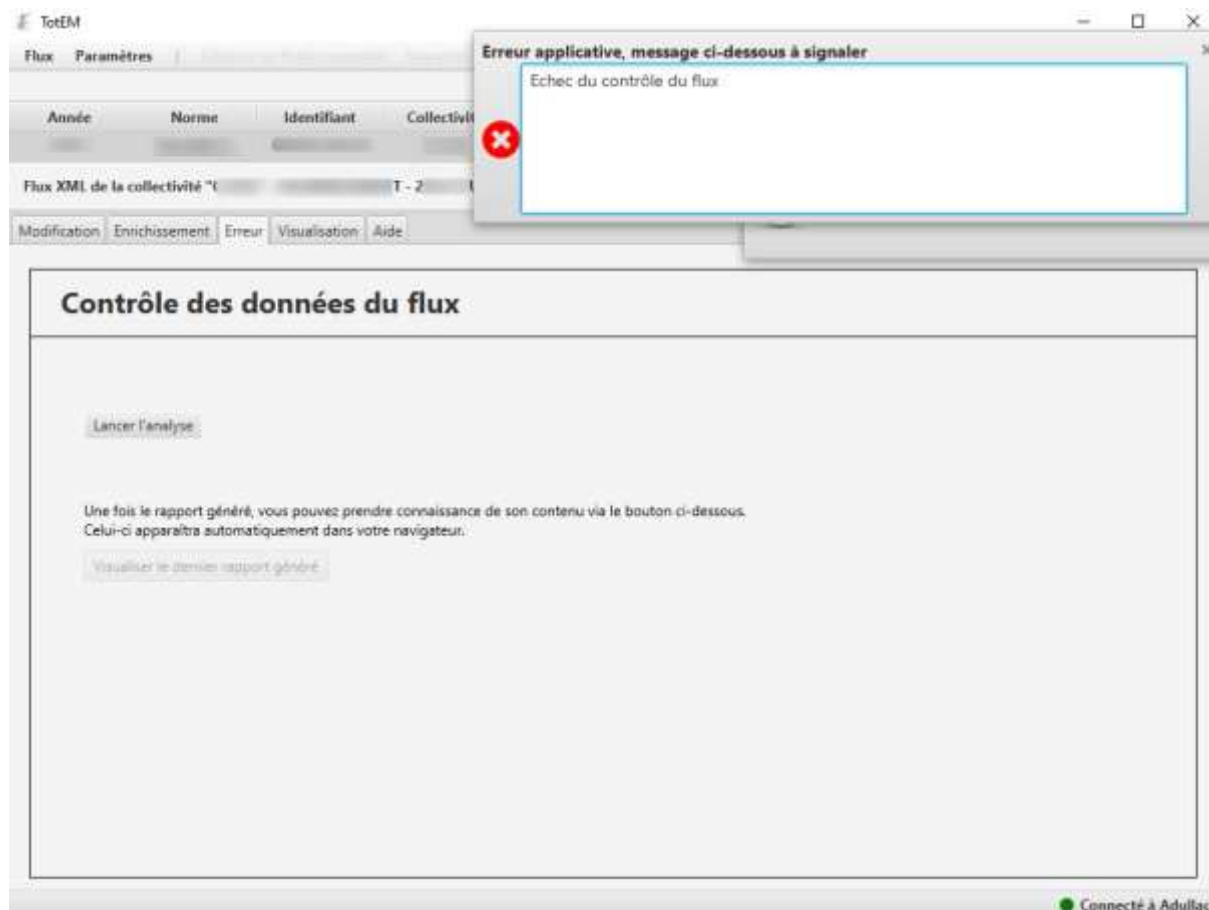 TotEM
Flux Paramètres
Erreur applicative, message ci-dessous à signaler
Echec du contrôle du flux
Année Norme Identifiant Collectivit
Flux XML de la collectivité "( T - 2
Modification Enrichissement Erreur Visualisation Aide
Contrôle des données du flux
Lancer l'analyse
Une fois le rapport généré, vous pouvez prendre connaissance de son contenu via le bouton ci-dessous.
Celui-ci apparaîtra automatiquement dans votre navigateur.
Visualiser le dernier rapport généré
Connecté à Adullac